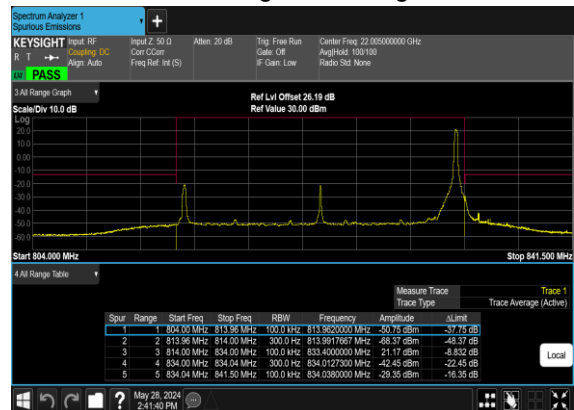 Spectrum Analyzer 1
Spurious Emissions
KEYSIGHT Input: RF Input Z: 50 Ω Atten: 20 dB Trig: Free Run Center Freq: 22.005000000 GHz
R T Coupling: DC Corr CCorr Gate: Off Avg|Hold: 100/100
Align: Auto Freq Ref: Int (S) IF Gain: Low Radio Std: None
PASS
3 All Range Graph
Ref Lvl Offset 26.19 dB
Scale/Div 10.0 dB Ref Value 30.00 dBm
Log
20.0
10.0
0.00
-10.0
-20.0
-30.0
-40.0
-50.0
-60.0
Start 804.000 MHz Stop 841.500 MHz
4 All Range Table
Measure Trace Trace 1
Trace Type Trace Average (Active)
Spur Range Start Freq Stop Freq RBW Frequency Amplitude ΔLimit
1 1 804.00 MHz 813.96 MHz 100.0 kHz 813.9620000 MHz -50.75 dBm -37.75 dB
2 2 813.96 MHz 814.00 MHz 300.0 Hz 813.9917667 MHz -68.37 dBm -48.37 dB
3 3 814.00 MHz 834.00 MHz 100.0 kHz 833.4000000 MHz 21.17 dBm -8.832 dB
4 4 834.00 MHz 834.04 MHz 300.0 Hz 834.0127300 MHz -42.45 dBm -22.45 dB
5 5 834.04 MHz 841.50 MHz 100.0 kHz 834.0380000 MHz -29.35 dBm -16.35 dB
Local
May 28, 2024
2:41:40 PM